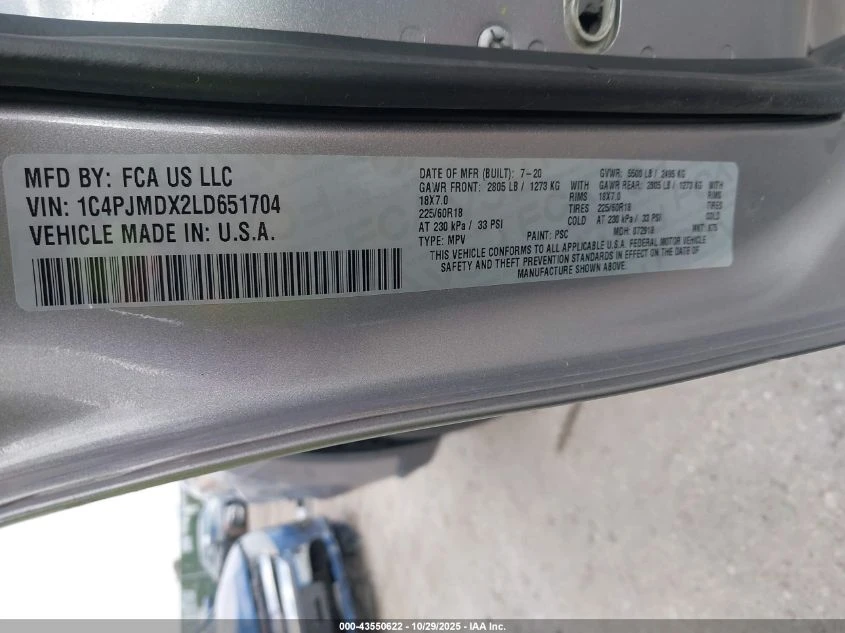 MFD BY: FCA US LLC
VIN: 1C4PJMDX2LD651704
VEHICLE MADE IN: U.S.A.
DATE OF MFR (BUILT): 7-20 GVWR: 5500 LB / 2495 KG
GAWR FRONT: 2805 LB / 1273 KG WITH GAWR REAR: 2805 LB / 1273 KG WITH
18X7.0 RIMS 18X7.0 RIMS
225/60R18 TIRES 225/60R18 TIRES
AT 230 kPa / 33 PSI COLD AT 230 kPa / 33 PSI COLD
TYPE: MPV PAINT: PSC MDH: 072918
THIS VEHICLE CONFORMS TO ALL APPLICABLE U.S.A. FEDERAL MOTOR VEHICLE
SAFETY AND THEFT PREVENTION STANDARDS IN EFFECT ON THE DATE OF
MANUFACTURE SHOWN ABOVE.
000-43550622 - 10/29/2025 - IAA Inc.